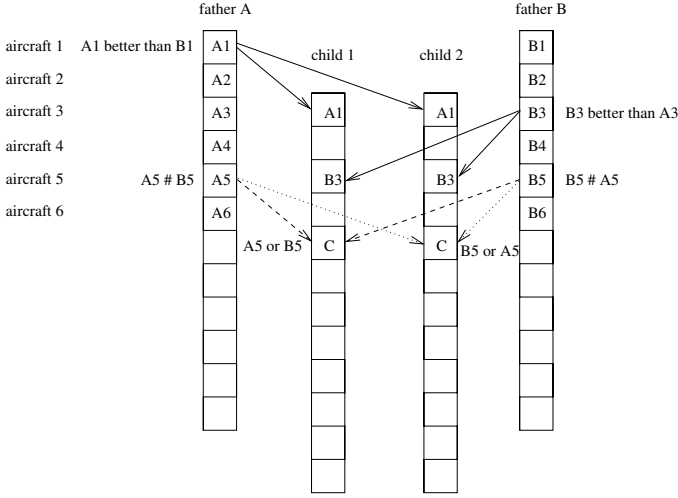 father A
father B
aircraft 1
A1 better than B1
A1
B1
child 1
child 2
aircraft 2
A2
B2
aircraft 3
A3
A1
A1
B3
B3 better than A3
aircraft 4
A4
B4
aircraft 5
A5 # B5
A5
B3
B3
B5
B5 # A5
aircraft 6
A6
B6
A5 or B5
C
C
B5 or A5